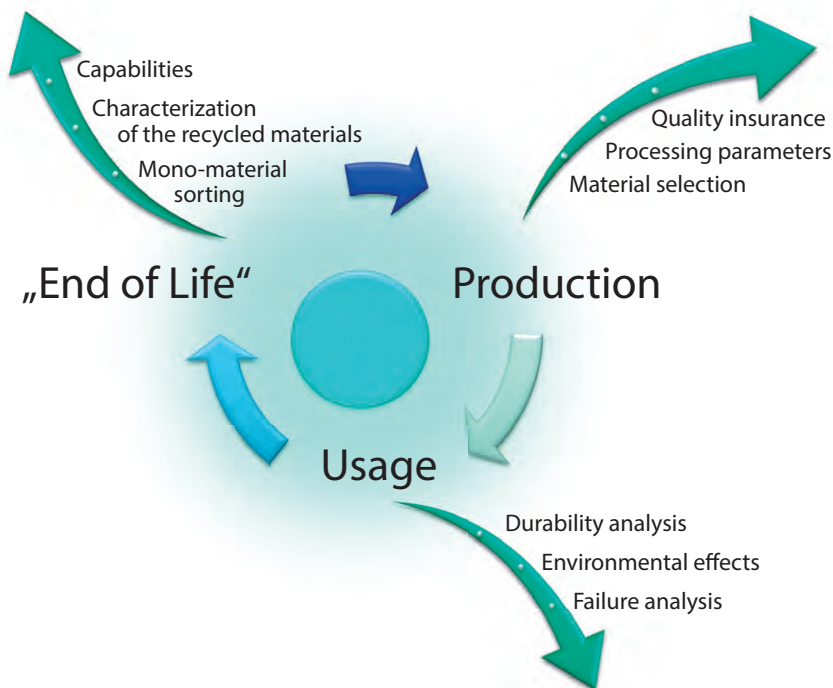 Capabilities
Characterization
of the recycled materials
Mono-material
sorting
Quality insurance
Processing parameters
Material selection
„End of Life“
Production
Usage
Durability analysis
Environmental effects
Failure analysis